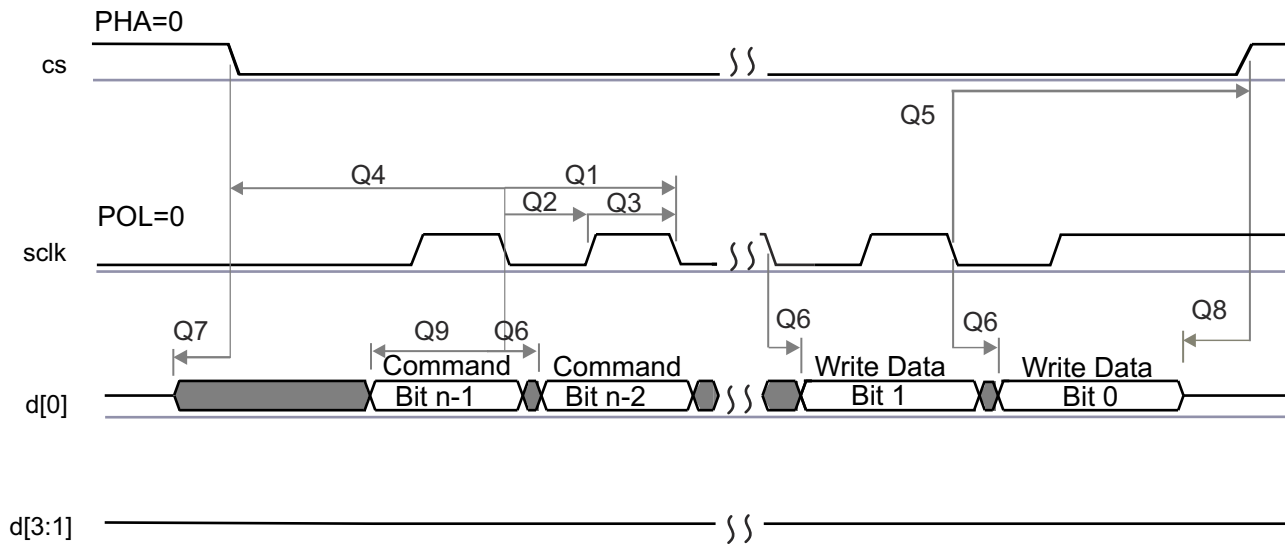 PHA=0
cs
Q5
Q4 Q1
Q2 Q3
POL=0
sclk
Q7 Q9 Q6 Q6 Q6 Q8
Command Command Write Data Write Data
d[0] Bit n-1 Bit n-2 Bit 1 Bit 0
d[3:1]